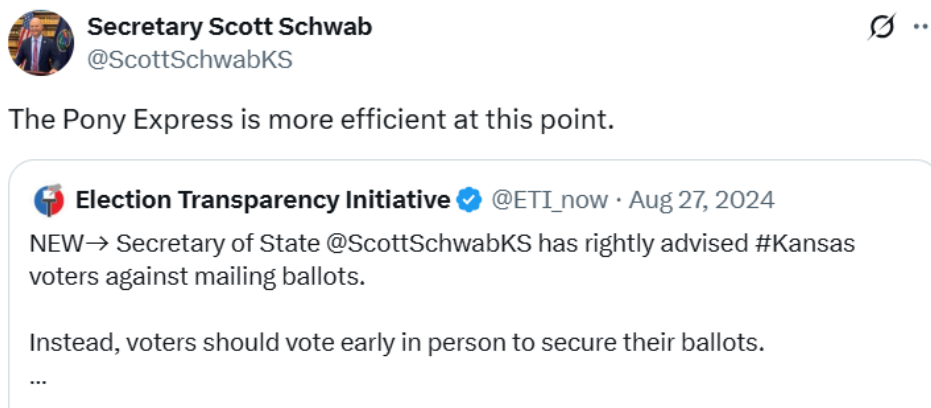 Secretary Scott Schwab
@ScottSchwabKS
The Pony Express is more efficient at this point.
Election Transparency Initiative @ETI_now · Aug 27, 2024
NEW→ Secretary of State @ScottSchwabKS has rightly advised #Kansas
voters against mailing ballots.
Instead, voters should vote early in person to secure their ballots.
...